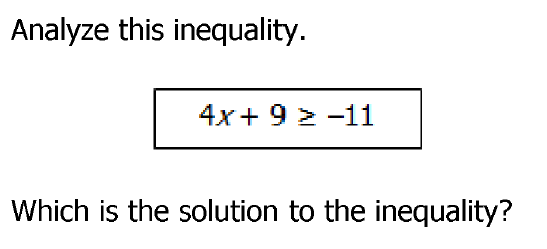 Analyze this inequality.
4x + 9 ≥ −11
Which is the solution to the inequality?